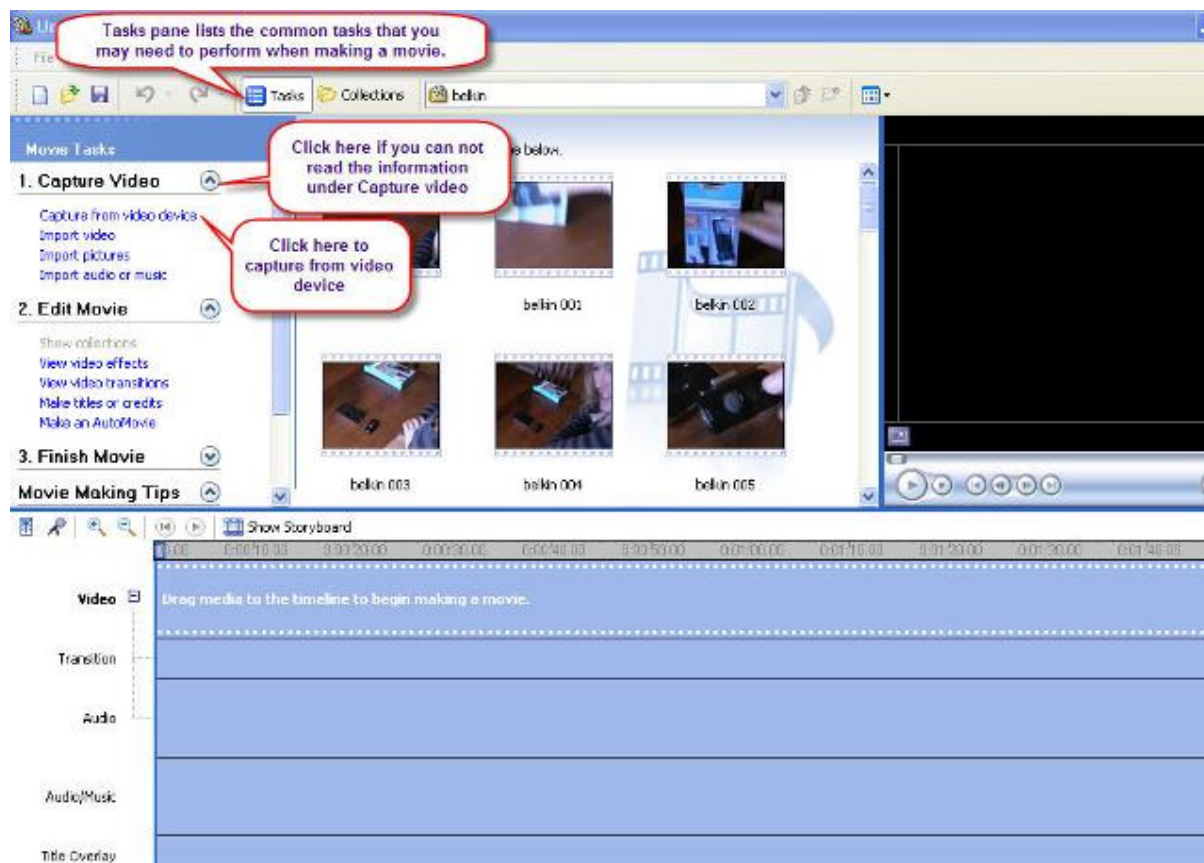 Tasks pane lists the common tasks that you
may need to perform when making a movie.
Tasks
Collections
belkin
Movie Tasks
Click here if you can not
read the information
under Capture video
below.
1. Capture Video
Capture from video device
Import video
Import pictures
Import audio or music
Click here to
capture from video
device
belkin 001
belkin 002
2. Edit Movie
Show collections
View video effects
View video transitions
Make titles or credits
Make an AutoMovie
3. Finish Movie
Movie Making Tips
belkin 003
belkin 004
belkin 005
Show Storyboard
Video
Drag media to the timeline to begin making a movie.
Transition
Audio
Audio/Music
Title Overlay